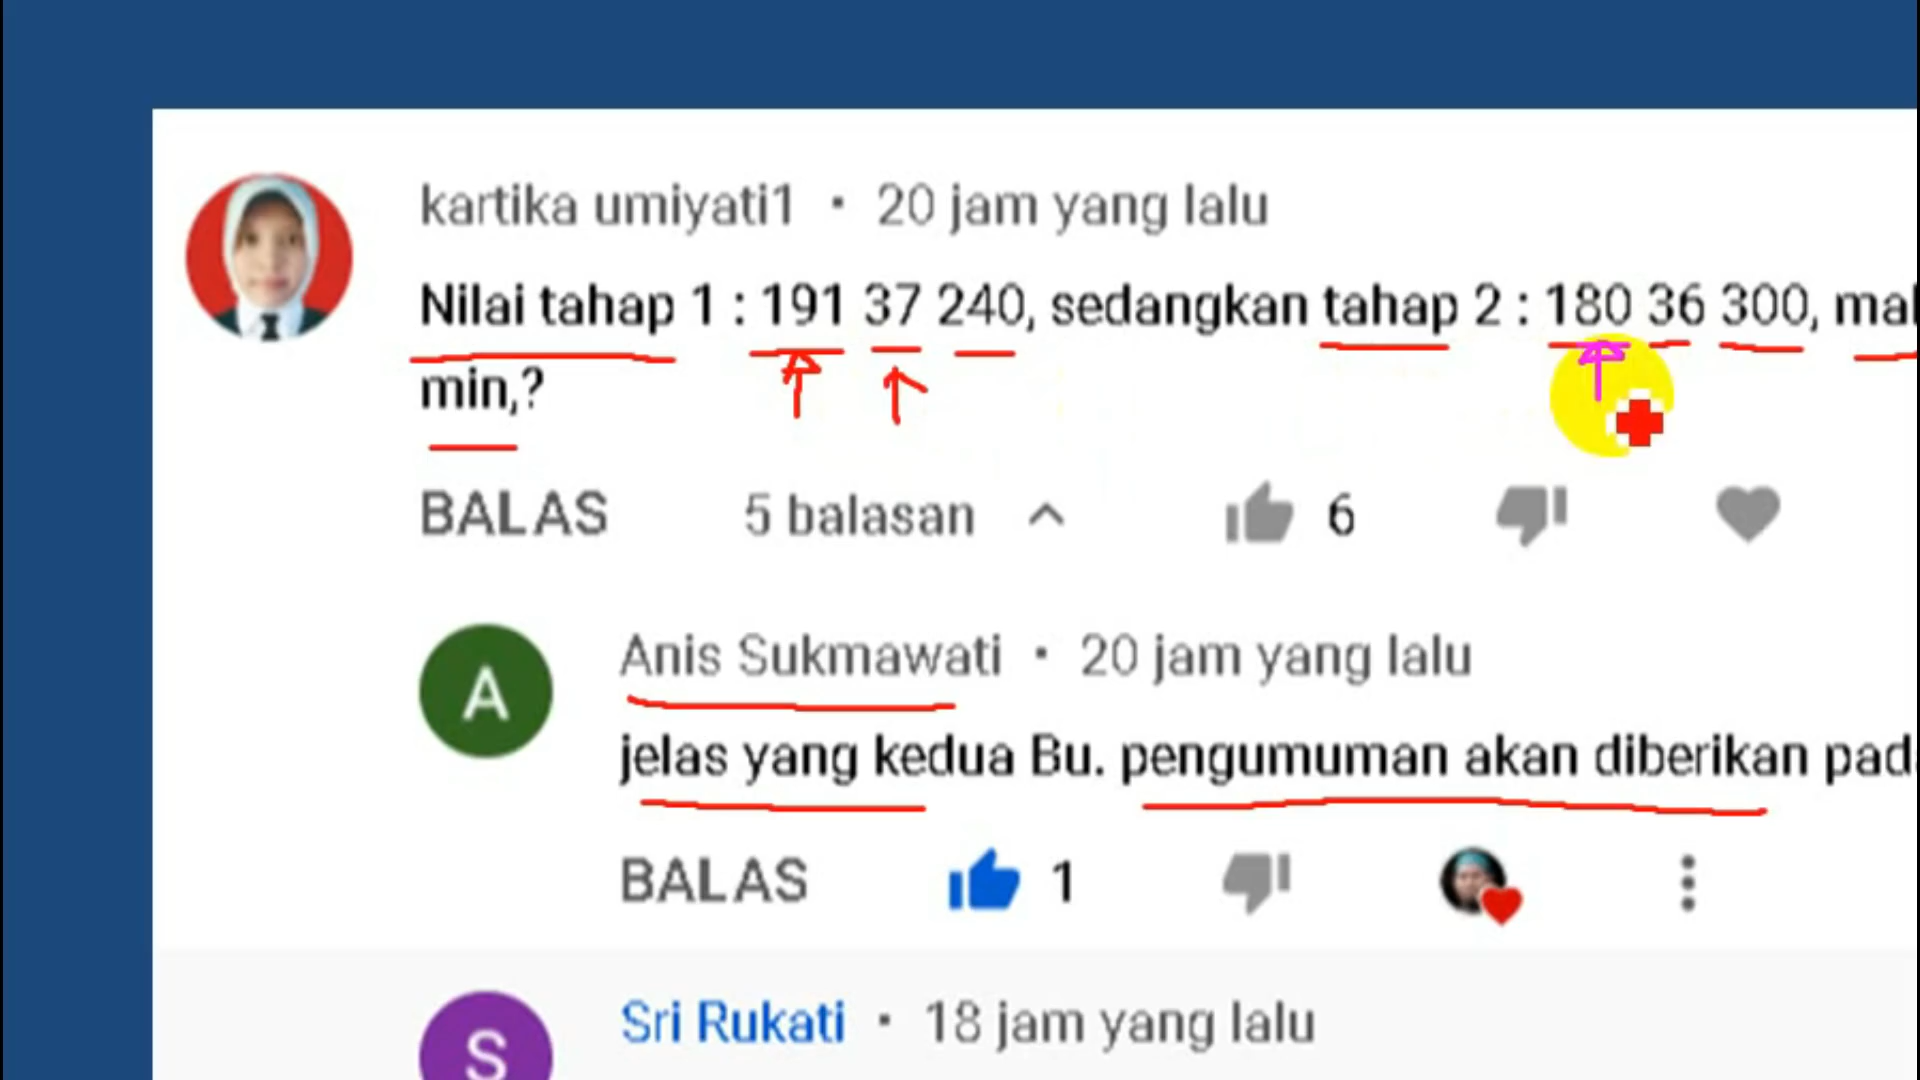 kartika umiyati1 • 20 jam yang lalu
Nilai tahap 1 : 191 37 240, sedangkan tahap 2 : 180 36 300,
min,?
BALAS 5 balasan 6
A
Anis Sukmawati • 20 jam yang lalu
jelas yang kedua Bu. pengumuman akan diberikan
BALAS 1
S
Sri Rukati • 18 jam yang lalu